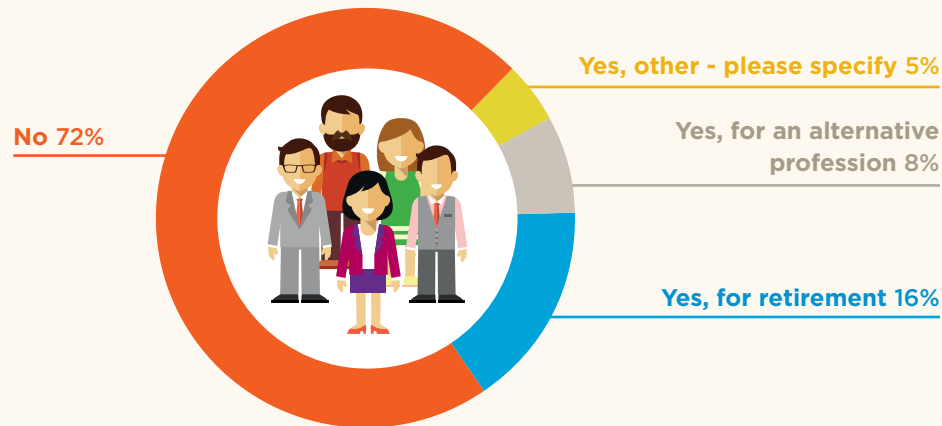 Yes, other - please specify 5%
No 72%
Yes, for an alternative
profession 8%
Yes, for retirement 16%